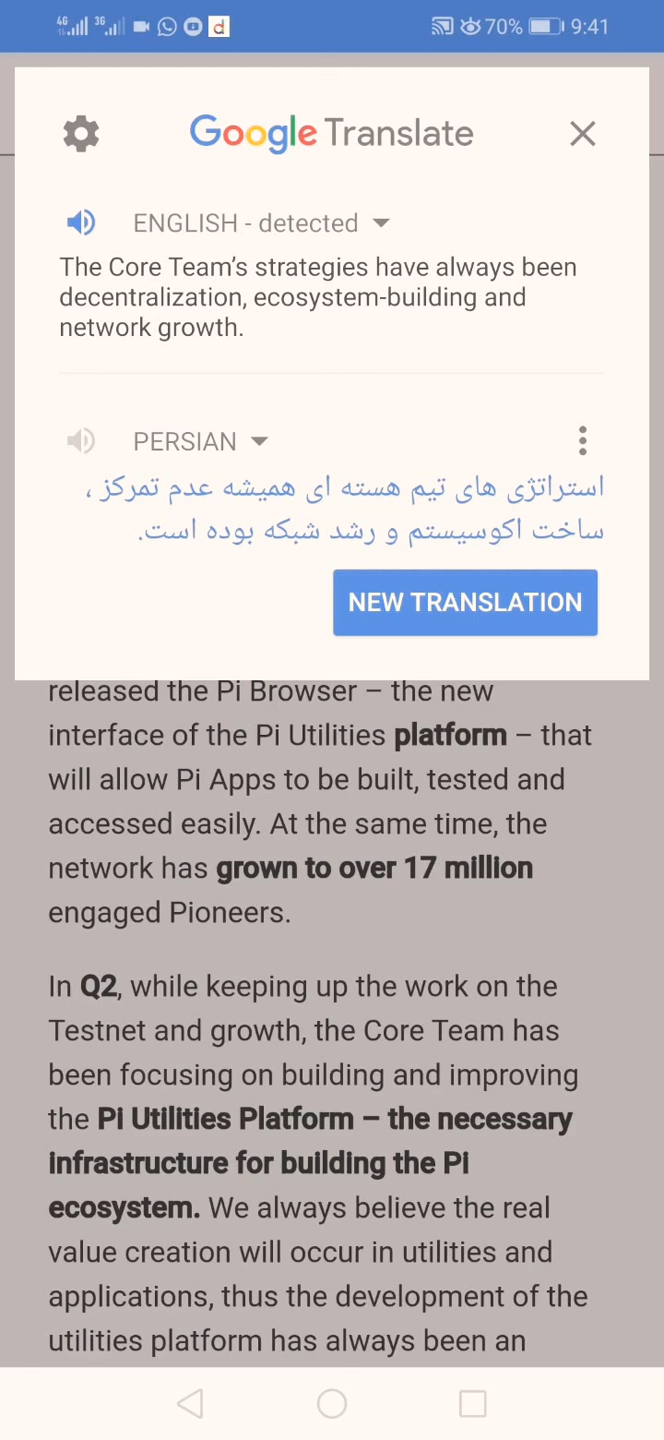 4G 3G d 70% 9:41
Google Translate
ENGLISH - detected
The Core Team’s strategies have always been
decentralization, ecosystem-building and
network growth.
PERSIAN
استراتژی های تیم هسته ای همیشه عدم تمرکز ،
ساخت اکوسیستم و رشد شبکه بوده است.
NEW TRANSLATION
released the Pi Browser – the new
interface of the Pi Utilities platform – that
will allow Pi Apps to be built, tested and
accessed easily. At the same time, the
network has grown to over 17 million
engaged Pioneers.
In Q2, while keeping up the work on the
Testnet and growth, the Core Team has
been focusing on building and improving
the Pi Utilities Platform – the necessary
infrastructure for building the Pi
ecosystem. We always believe the real
value creation will occur in utilities and
applications, thus the development of the
utilities platform has always been an